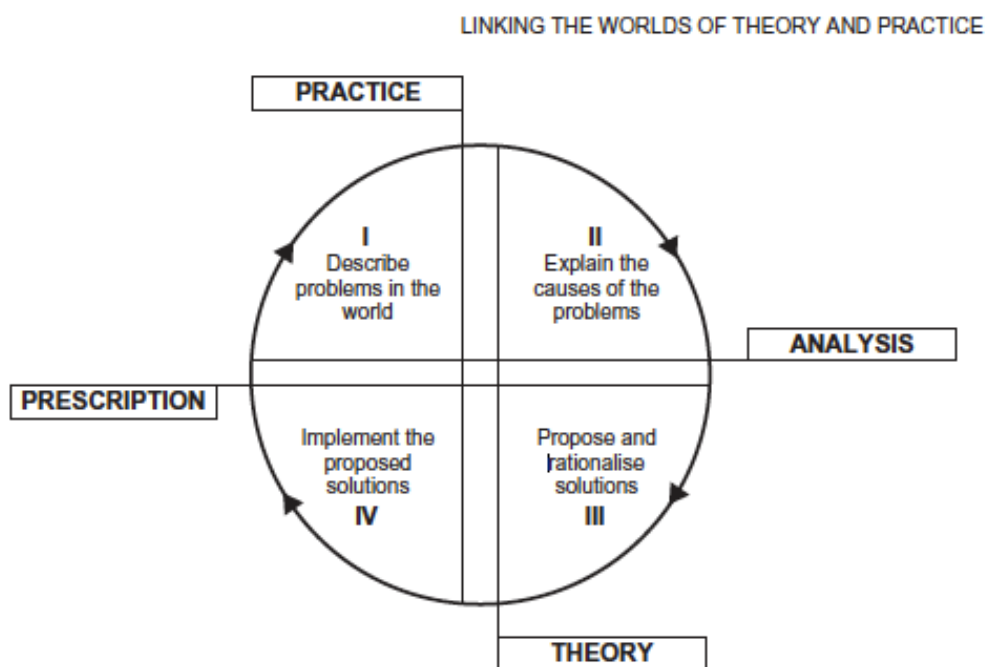 LINKING THE WORLDS OF THEORY AND PRACTICE
PRACTICE
I
Describe
problems in the
world
II
Explain the
causes of the
problems
ANALYSIS
PRESCRIPTION
Implement the
proposed
solutions
IV
Propose and
rationalise
solutions
III
THEORY